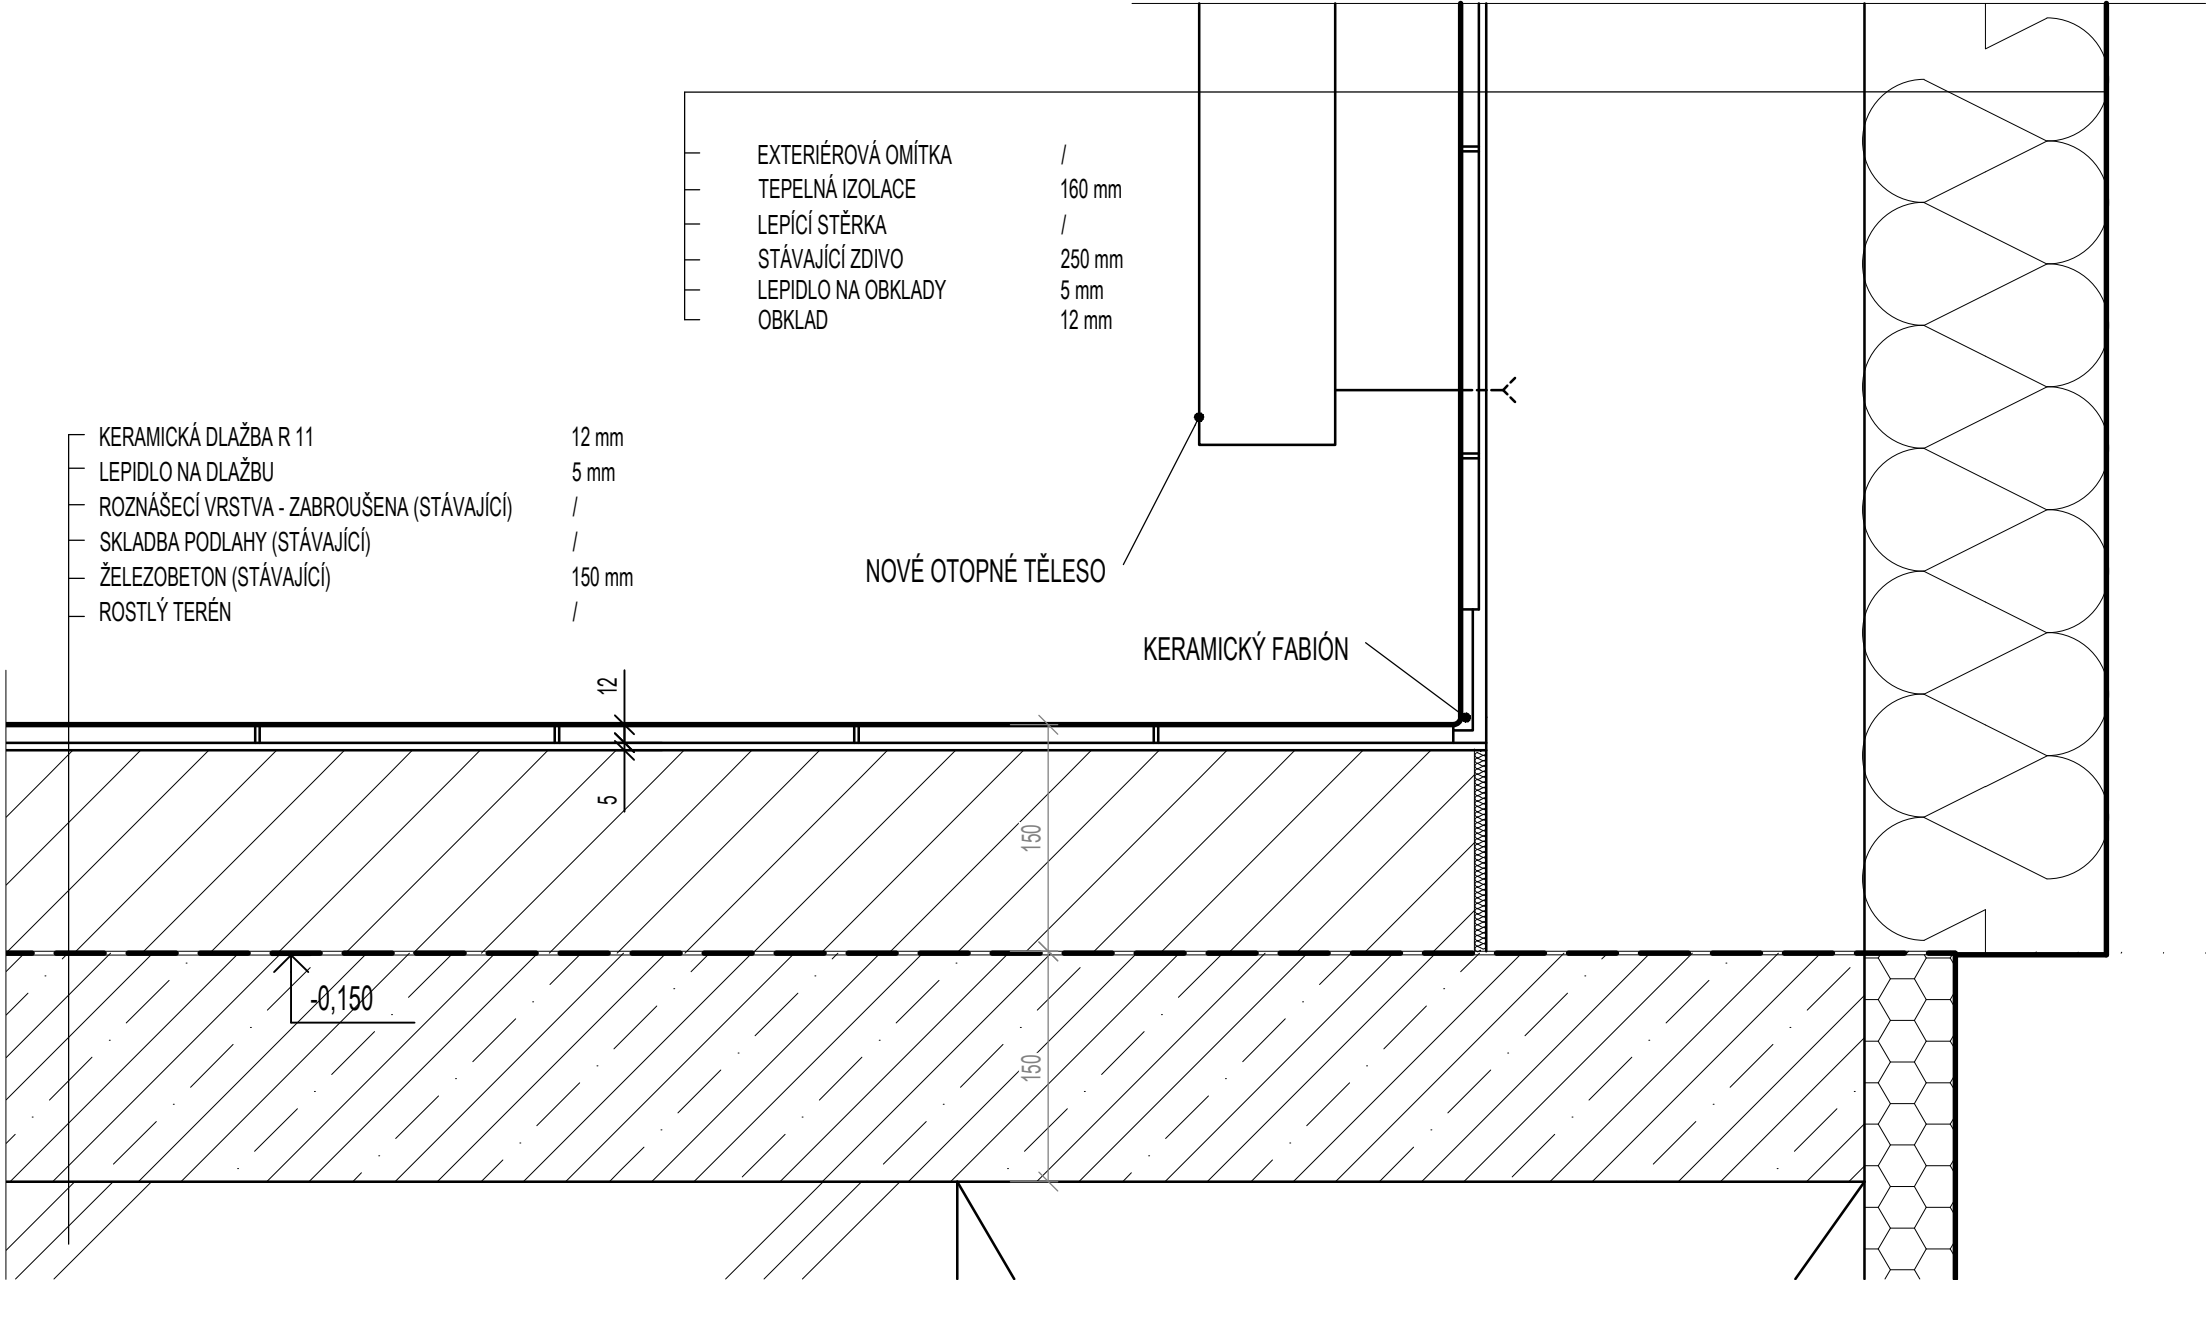 EXTERIÉROVÁ OMÍTKA /
TEPELNÁ IZOLACE 160 mm
LEPÍCÍ STĚRKA /
STÁVAJÍCÍ ZDIVO 250 mm
LEPIDLO NA OBKLADY 5 mm
OBKLAD 12 mm
KERAMICKÁ DLAŽBA R 11 12 mm
LEPIDLO NA DLAŽBU 5 mm
ROZNÁŠECÍ VRSTVA - ZABROUŠENA (STÁVAJÍCÍ) /
SKLADBA PODLAHY (STÁVAJÍCÍ) /
ŽELEZOBETON (STÁVAJÍCÍ) 150 mm
ROSTLÝ TERÉN /
NOVÉ OTOPNÉ TĚLESO
KERAMICKÝ FABIÓN
12
5
150
-0,150
150